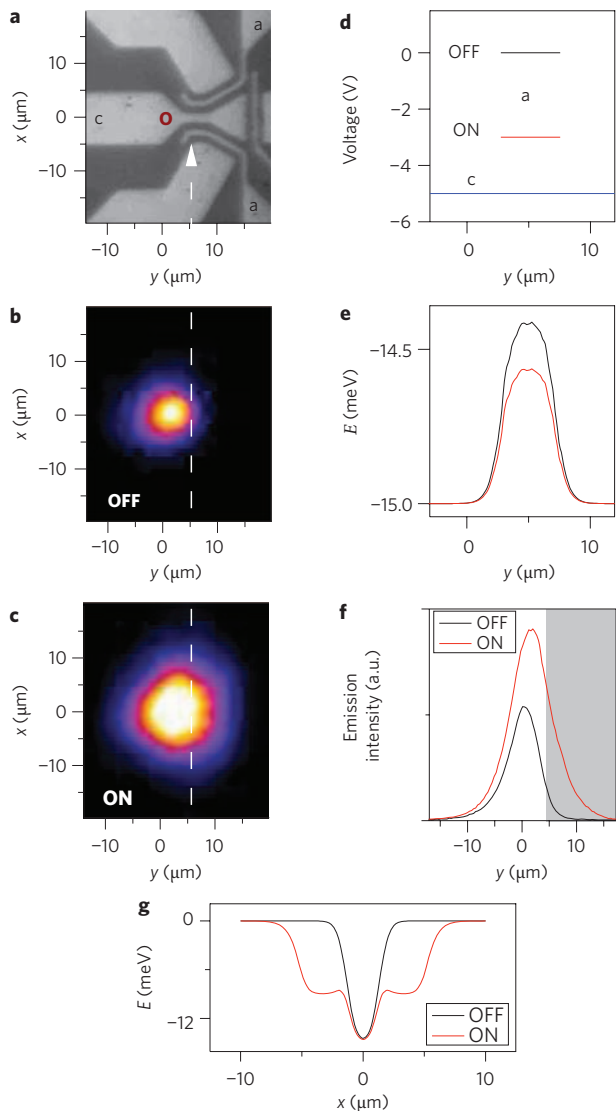 a
10
0
−10
x (µm)
a
c
O
a
−10 0 10
y (µm)
b
10
0
−10
x (µm)
OFF
−10 0 10
y (µm)
c
10
0
−10
x (µm)
ON
−10 0 10
y (µm)
d
0
−2
−4
−6
Voltage (V)
OFF
a
ON
c
0 10
y (µm)
e
−14.5
−15.0
E (meV)
0 10
y (µm)
f
OFF
ON
Emission
intensity (a.u.)
−10 0 10
y (µm)
g
0
−12
E (meV)
OFF
ON
−10 0 10
x (µm)